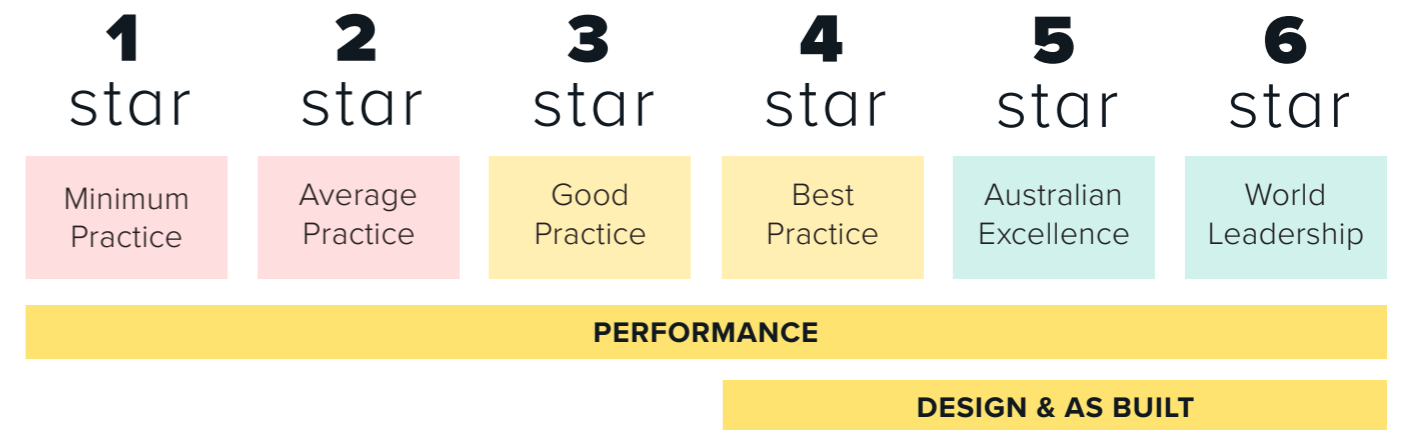 1 2 3 4 5 6
star star star star star star
Minimum Average Good Best Australian World
Practice Practice Practice Practice Excellence Leadership
PERFORMANCE
DESIGN & AS BUILT